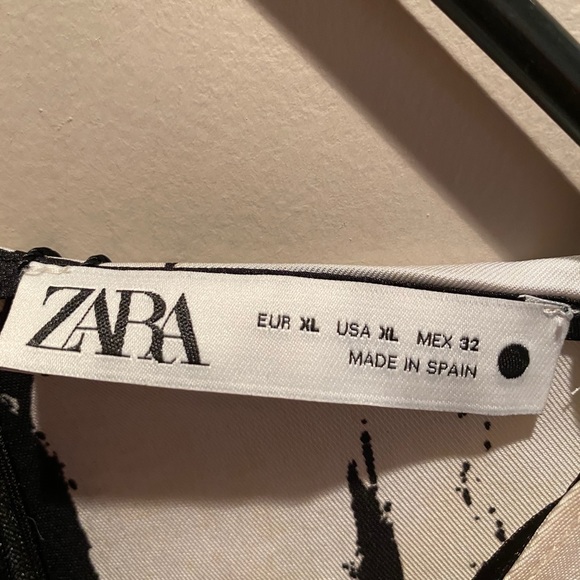 ZARA
EUR XL USA XL MEX 32
MADE IN SPAIN